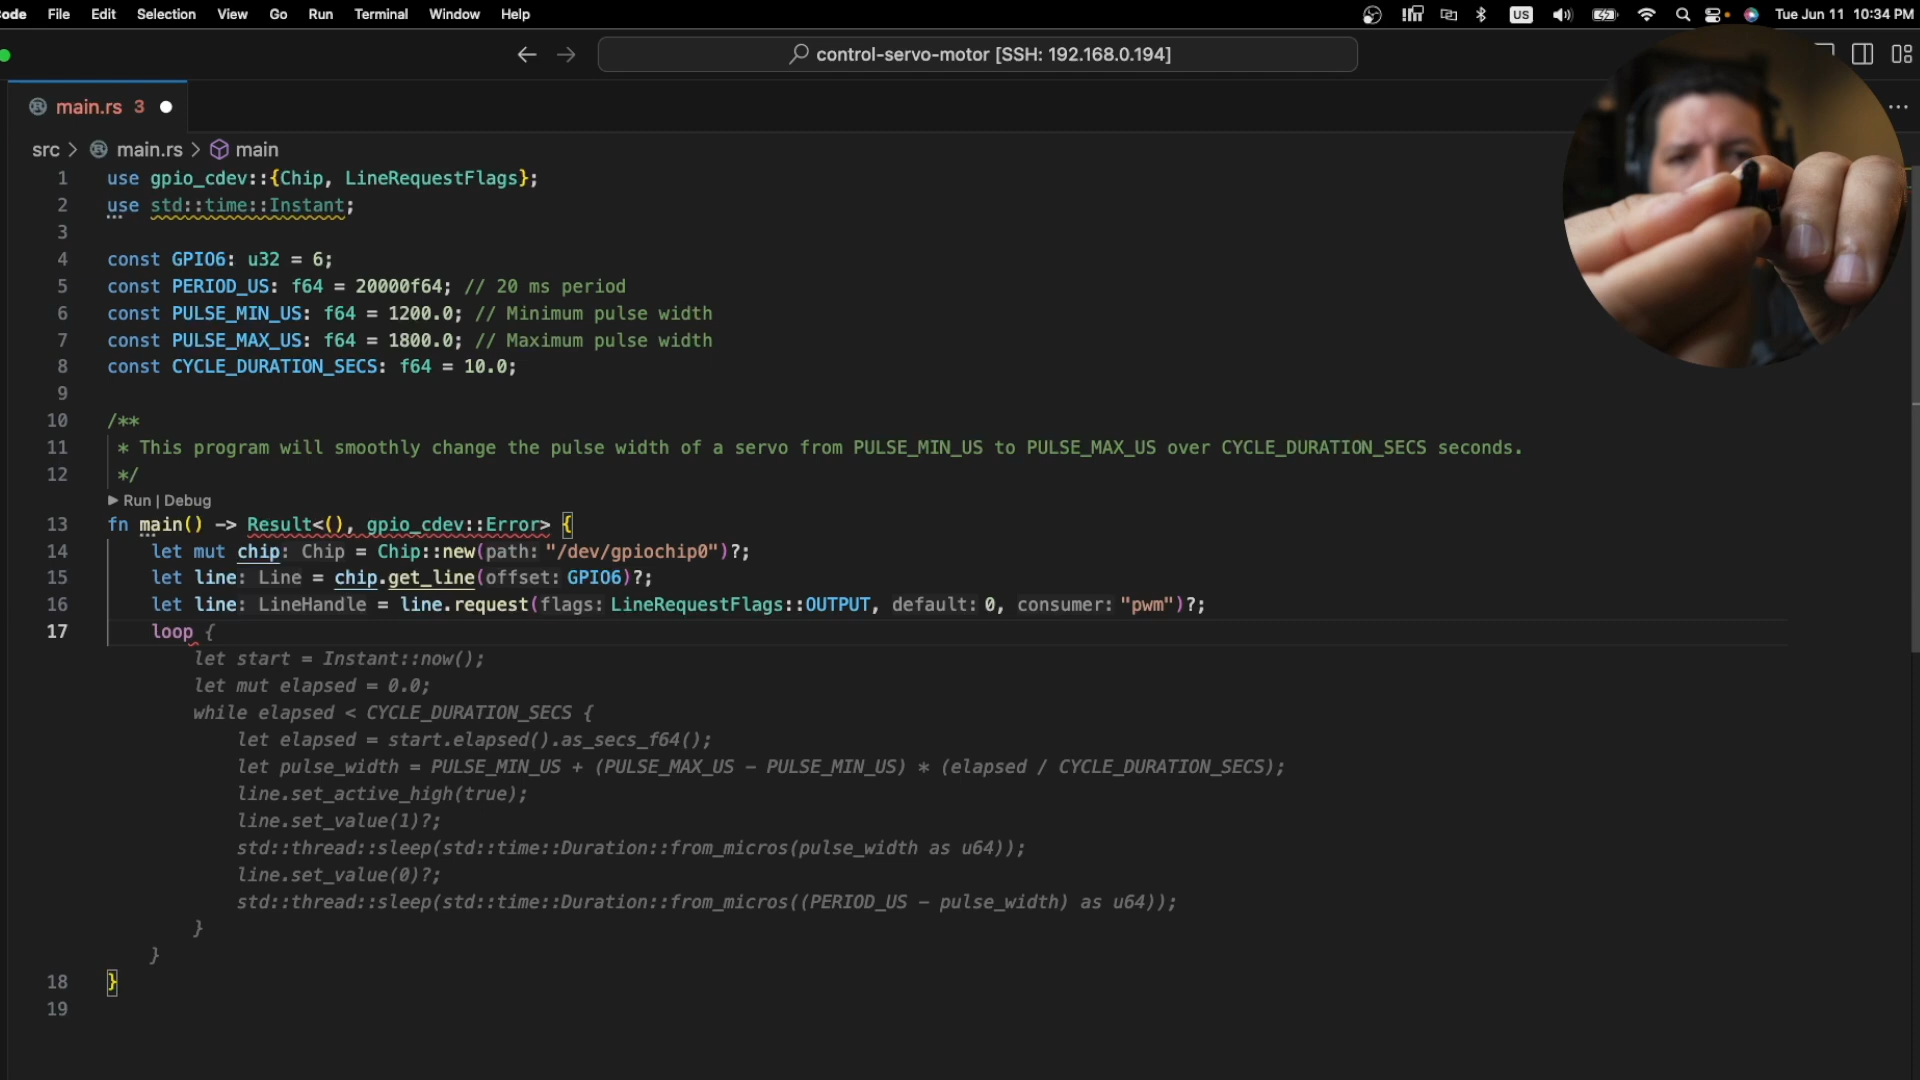 ode File Edit Selection View Go Run Terminal Window Help US Tue Jun 11 10:34 PM
control-servo-motor [SSH: 192.168.0.194]
main.rs 3
src > main.rs > main
1 use gpio_cdev::{Chip, LineRequestFlags};
2 use std::time::Instant;
3
4 const GPIO6: u32 = 6;
5 const PERIOD_US: f64 = 20000f64; // 20 ms period
6 const PULSE_MIN_US: f64 = 1200.0; // Minimum pulse width
7 const PULSE_MAX_US: f64 = 1800.0; // Maximum pulse width
8 const CYCLE_DURATION_SECS: f64 = 10.0;
9
10 /**
11 * This program will smoothly change the pulse width of a servo from PULSE_MIN_US to PULSE_MAX_US over CYCLE_DURATION_SECS seconds.
12 */
Run | Debug
13 fn main() -> Result<(), gpio_cdev::Error> {
14 let mut chip: Chip = Chip::new(path: "/dev/gpiochip0")?;
15 let line: Line = chip.get_line(offset: GPIO6)?;
16 let line: LineHandle = line.request(flags: LineRequestFlags::OUTPUT, default: 0, consumer: "pwm")?;
17 loop {
let start = Instant::now();
let mut elapsed = 0.0;
while elapsed < CYCLE_DURATION_SECS {
let elapsed = start.elapsed().as_secs_f64();
let pulse_width = PULSE_MIN_US + (PULSE_MAX_US - PULSE_MIN_US) * (elapsed / CYCLE_DURATION_SECS);
line.set_active_high(true);
line.set_value(1)?;
std::thread::sleep(std::time::Duration::from_micros(pulse_width as u64));
line.set_value(0)?;
std::thread::sleep(std::time::Duration::from_micros((PERIOD_US - pulse_width) as u64));
}
}
18 }
19